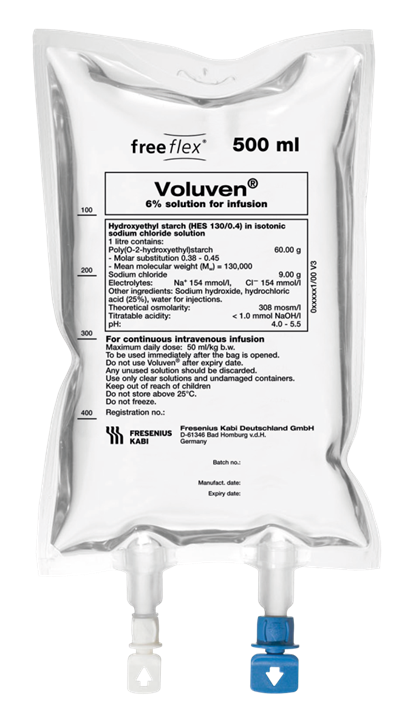 freeflex® 500 ml
Voluven®
6% solution for infusion
100
Hydroxyethyl starch (HES 130/0.4) in isotonic
sodium chloride solution
1 litre contains:
Poly(O-2-hydroxyethyl)starch 60.00 g
- Molar substitution 0.38 - 0.45
- Mean molecular weight (Mw) = 130,000
200
Sodium chloride 9.00 g
Electrolytes: Na⁺ 154 mmol/l, Cl⁻ 154 mmol/l
Other ingredients: Sodium hydroxide, hydrochloric
acid (25%), water for injections.
Theoretical osmolarity: 308 mosm/l
Titratable acidity: < 1.0 mmol NaOH/l
pH: 4.0 - 5.5
0xxxxx1/00 V3
300
For continuous intravenous infusion
Maximum daily dose: 50 ml/kg b.w.
To be used immediately after the bag is opened.
Do not use Voluven® after expiry date.
Any unused solution should be discarded.
Use only clear solutions and undamaged containers.
Keep out of reach of children
Do not store above 25°C.
Do not freeze.
400
Registration no.:
FRESENIUS
KABI
Fresenius Kabi Deutschland GmbH
D-61346 Bad Homburg v.d.H.
Germany
Batch no.:
Manufact. date:
Expiry date: